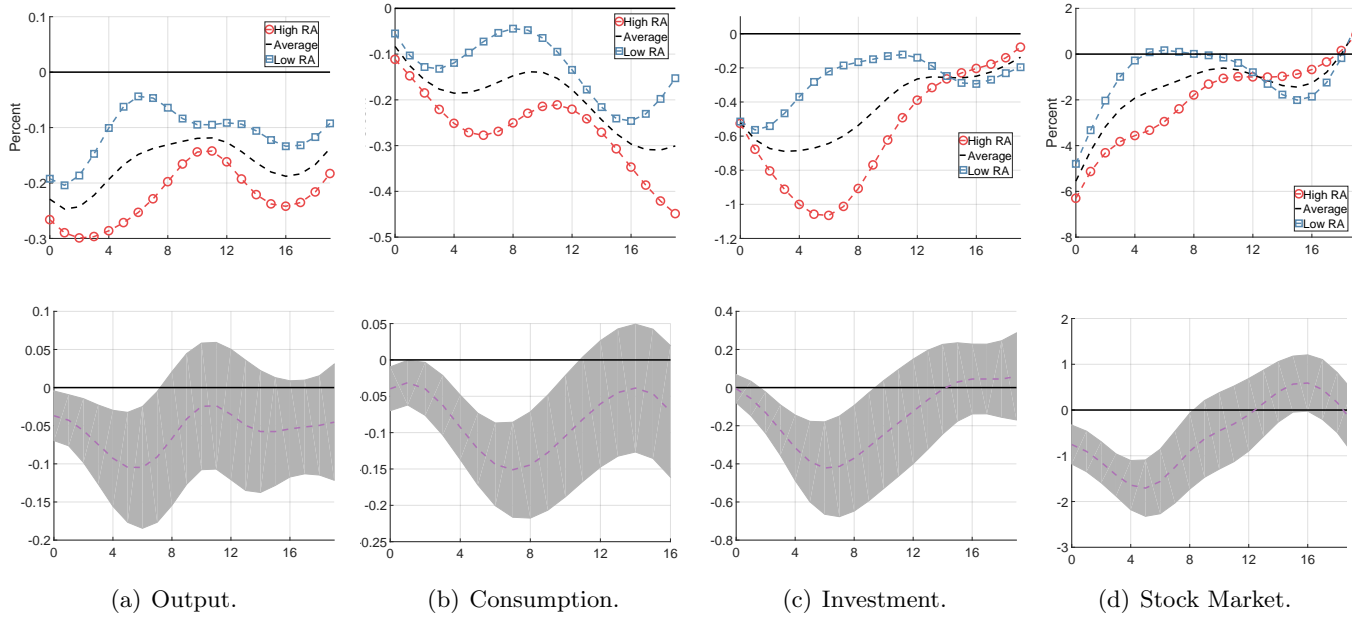 0.1
0
-0.1
-0.2
-0.3
Percent
High RA
Average
Low RA
0 4 8 12 16
0
-0.1
-0.2
-0.3
-0.4
-0.5
High RA
Average
Low RA
0 4 8 12 16
0
-0.2
-0.4
-0.6
-0.8
-1
-1.2
High RA
Average
Low RA
0 4 8 12 16
2
0
-2
-4
-6
-8
Percent
High RA
Average
Low RA
0 4 8 12 16
0.1
0.05
0
-0.05
-0.1
-0.15
-0.2
0 4 8 12 16
0.05
0
-0.05
-0.1
-0.15
-0.2
-0.25
0 4 8 12 16
0.4
0.2
0
-0.2
-0.4
-0.6
-0.8
0 4 8 12 16
2
1
0
-1
-2
-3
0 4 8 12 16
(a) Output.
(b) Consumption.
(c) Investment.
(d) Stock Market.